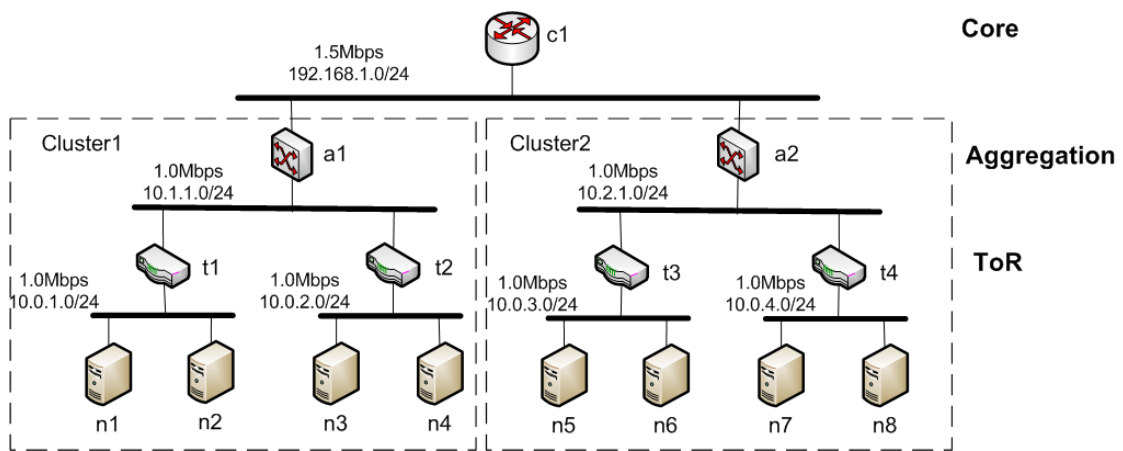 c1
Core
1.5Mbps
192.168.1.0/24
Cluster1
a1
Cluster2
a2
Aggregation
1.0Mbps
10.1.1.0/24
1.0Mbps
10.2.1.0/24
t1
t2
t3
t4
ToR
1.0Mbps
10.0.1.0/24
1.0Mbps
10.0.2.0/24
1.0Mbps
10.0.3.0/24
1.0Mbps
10.0.4.0/24
n1
n2
n3
n4
n5
n6
n7
n8